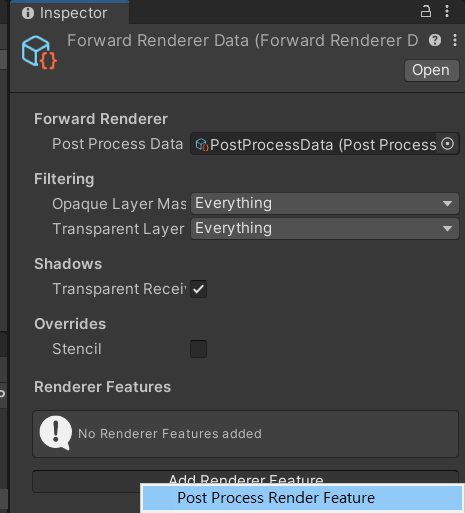 Inspector
Forward Renderer Data (Forward Renderer D
Open
Forward Renderer
Post Process Data
PostProcessData (Post Process
Filtering
Opaque Layer Mas
Everything
Transparent Layer
Everything
Shadows
Transparent Recei
Overrides
Stencil
Renderer Features
No Renderer Features added
Add Renderer Feature
Post Process Render Feature